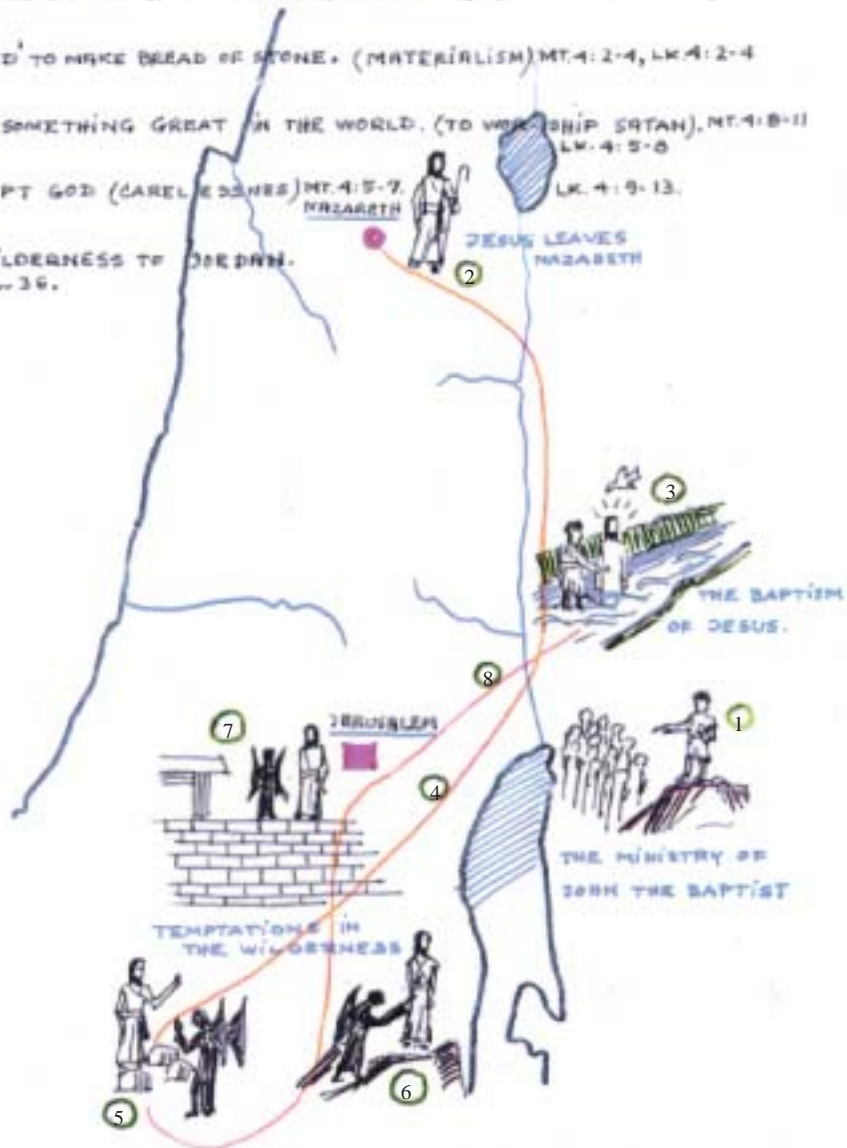 D' TO MAKE BREAD OF STONE. (MATERIALISM) MT. 4:2-4, LK. 4:2-4
SOMETHING GREAT IN THE WORLD. (TO WORSHIP SATAN). MT. 4:8-11
LK. 4:5-8
PT GOD (CARELESSNES) MT. 4:5-7. LK. 4:9-13.
NAZARETH
JESUS LEAVES
NAZARETH
2
LDERNESS TO JORDAN.
36.
3
THE BAPTISM
OF JESUS.
8
7
JERUSALEM
1
4
THE MINISTRY OF
JOHN THE BAPTIST
TEMPTATIONS IN
THE WILDERNESS
6
5